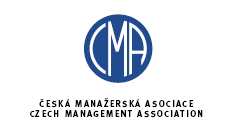 CMA
ČESKÁ MANAŽERSKÁ ASOCIACE
CZECH MANAGEMENT ASSOCIATION